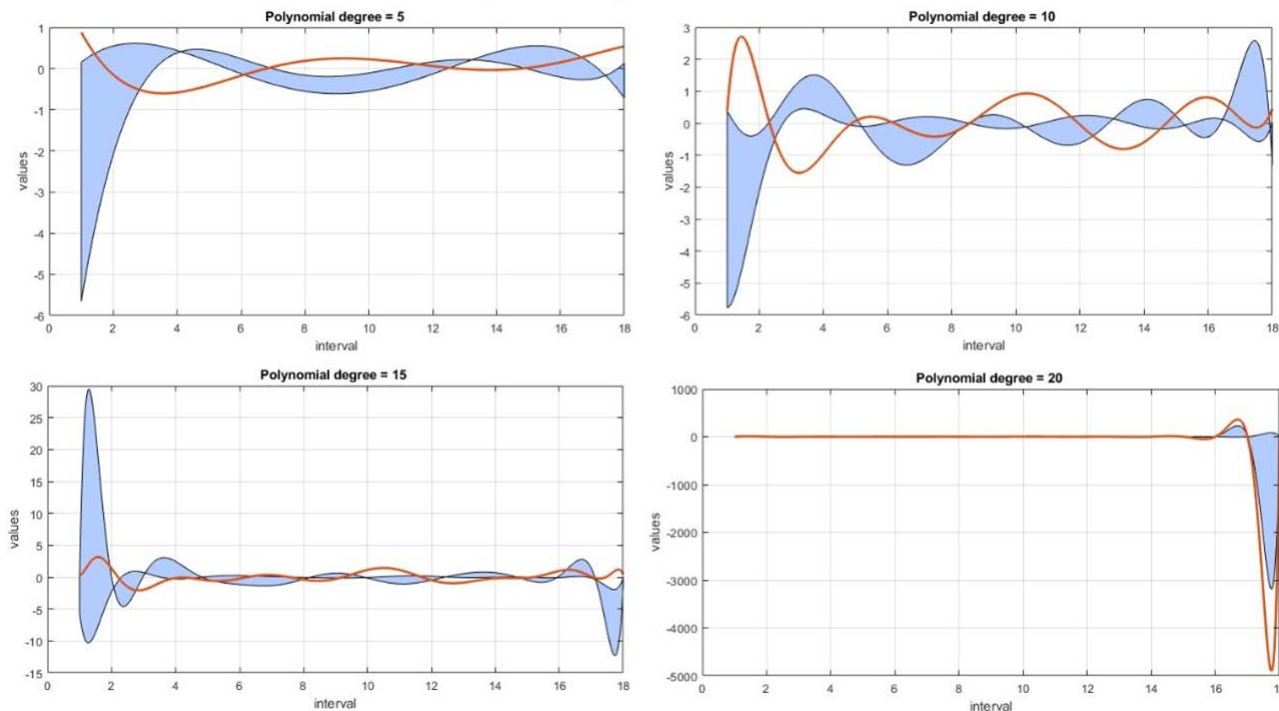 Polynomial degree = 5
1
0
-1
-2
-3
-4
-5
-6
values
0 2 4 6 8 10 12 14 16 18
interval
Polynomial degree = 10
3
2
1
0
-1
-2
-3
-4
-5
-6
values
0 2 4 6 8 10 12 14 16 18
interval
Polynomial degree = 15
30
25
20
15
10
5
0
-5
-10
-15
values
0 2 4 6 8 10 12 14 16 18
interval
Polynomial degree = 20
1000
0
-1000
-2000
-3000
-4000
-5000
values
0 2 4 6 8 10 12 14 16
interval